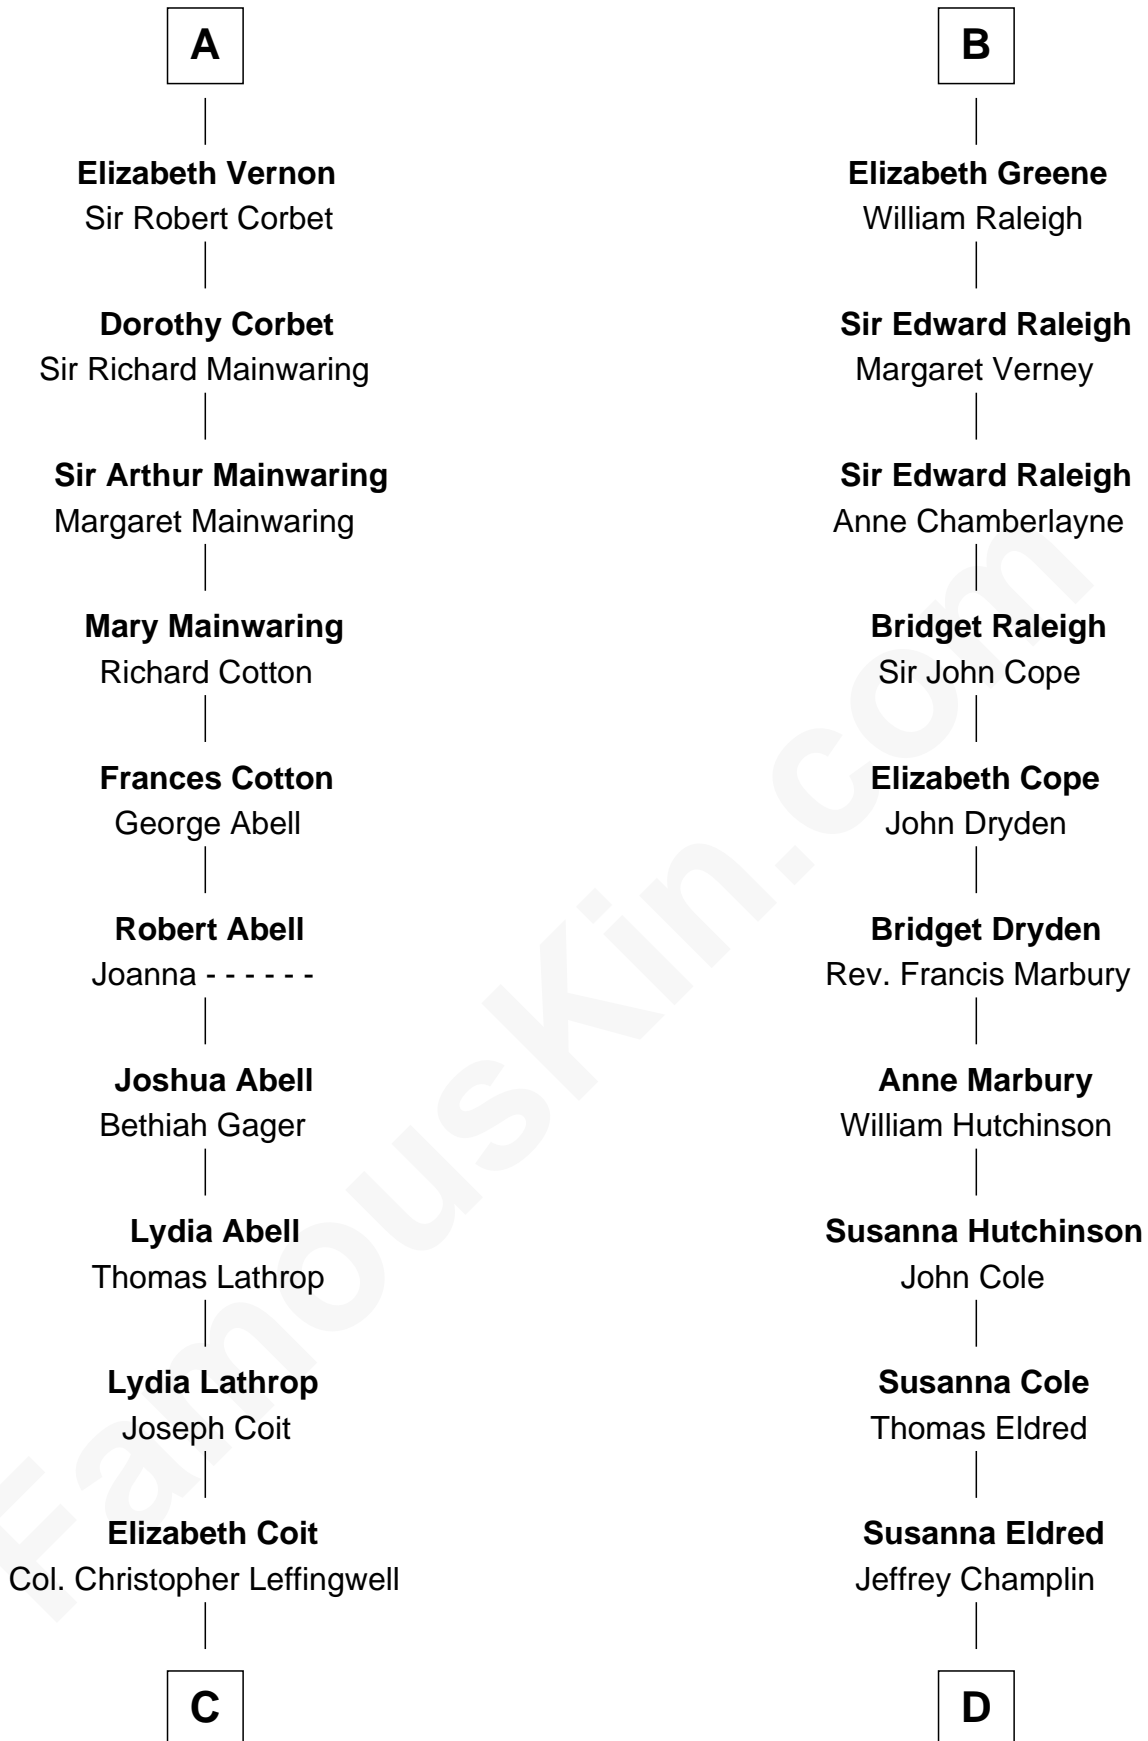 A
Elizabeth Vernon
Sir Robert Corbet
Dorothy Corbet
Sir Richard Mainwaring
Sir Arthur Mainwaring
Margaret Mainwaring
Mary Mainwaring
Richard Cotton
Frances Cotton
George Abell
Robert Abell
Joanna - - - - - -
Joshua Abell
Bethiah Gager
Lydia Abell
Thomas Lathrop
Lydia Lathrop
Joseph Coit
Elizabeth Coit
Col. Christopher Leffingwell
C
B
Elizabeth Greene
William Raleigh
Sir Edward Raleigh
Margaret Verney
Sir Edward Raleigh
Anne Chamberlayne
Bridget Raleigh
Sir John Cope
Elizabeth Cope
John Dryden
Bridget Dryden
Rev. Francis Marbury
Anne Marbury
William Hutchinson
Susanna Hutchinson
John Cole
Susanna Cole
Thomas Eldred
Susanna Eldred
Jeffrey Champlin
D
FamousKin.com